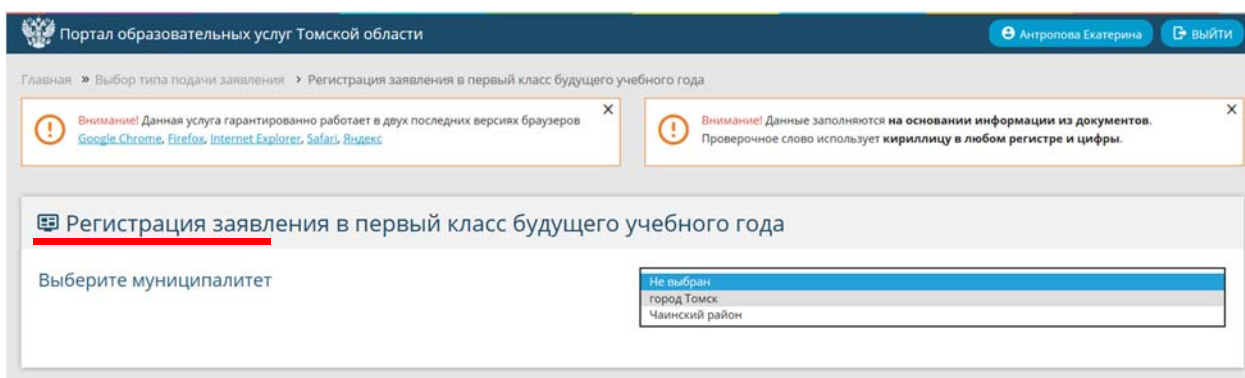 Портал образовательных услуг Томской области
Антропова Екатерина
ВЫЙТИ
Главная » Выбор типа подачи заявления > Регистрация заявления в первый класс будущего учебного года
Внимание! Данная услуга гарантированно работает в двух последних версиях браузеров
Google Chrome, Firefox, Internet Explorer, Safari, Яндекс
Внимание! Данные заполняются на основании информации из документов.
Проверочное слово использует кириллицу в любом регистре и цифры.
Регистрация заявления в первый класс будущего учебного года
Выберите муниципалитет
Не выбран
город Томск
Чаинский район